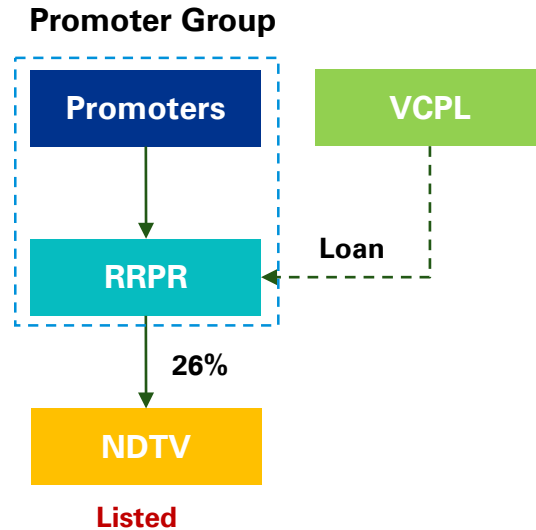 Promoter Group
Promoters
VCPL
Loan
RRPR
26%
NDTV
Listed